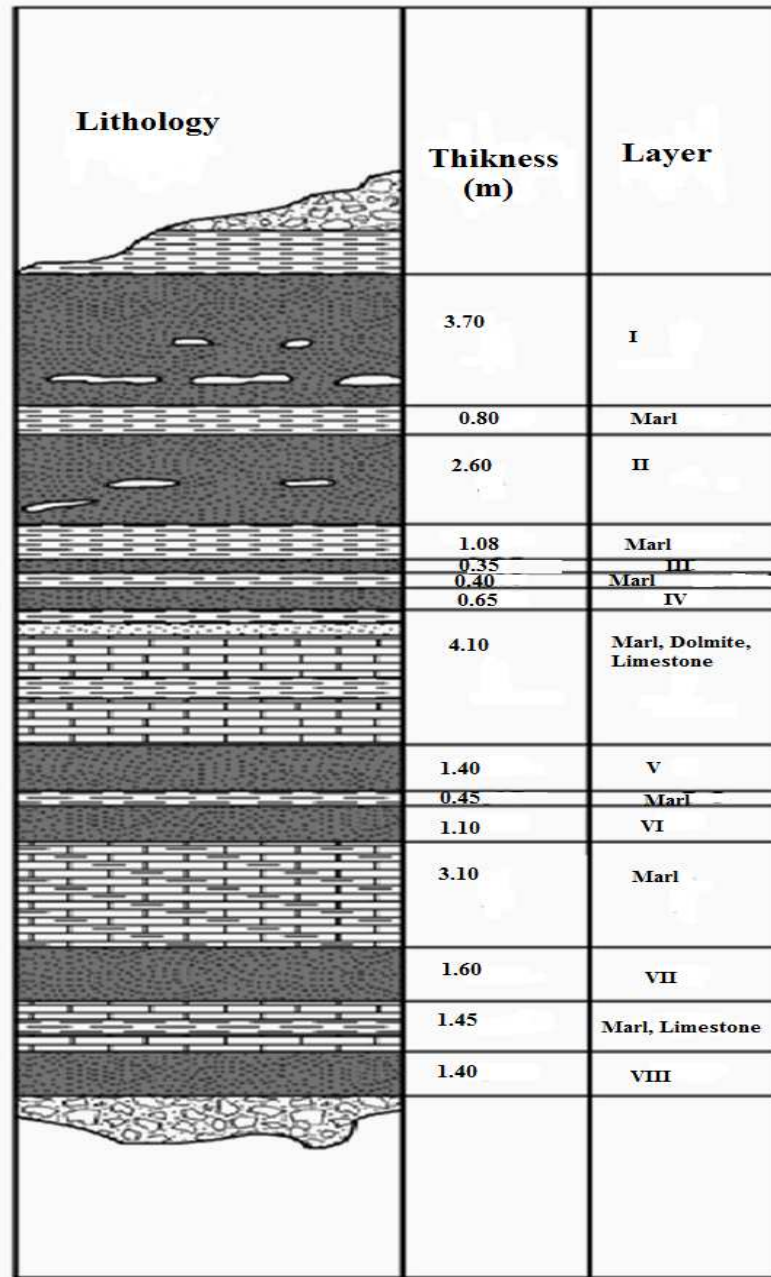 Lithology
Thikness
(m)
Layer
3.70
I
0.80
Marl
2.60
II
1.08
Marl
0.35
III
0.40
Marl
0.65
IV
4.10
Marl, Dolmite,
Limestone
1.40
V
0.45
Marl
1.10
VI
3.10
Marl
1.60
VII
1.45
Marl, Limestone
1.40
VIII